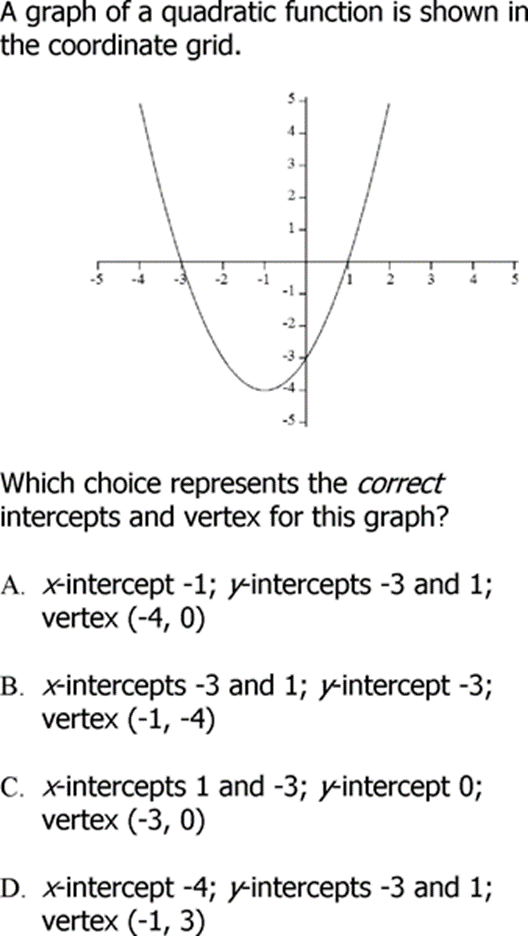 A graph of a quadratic function is shown in
the coordinate grid.
5
4
3
2
1
-5 -4 -3 -2 -1 1 2 3 4 5
-1
-2
-3
-4
-5
Which choice represents the correct
intercepts and vertex for this graph?
A. x-intercept -1; y-intercepts -3 and 1;
vertex (-4, 0)
B. x-intercepts -3 and 1; y-intercept -3;
vertex (-1, -4)
C. x-intercepts 1 and -3; y-intercept 0;
vertex (-3, 0)
D. x-intercept -4; y-intercepts -3 and 1;
vertex (-1, 3)